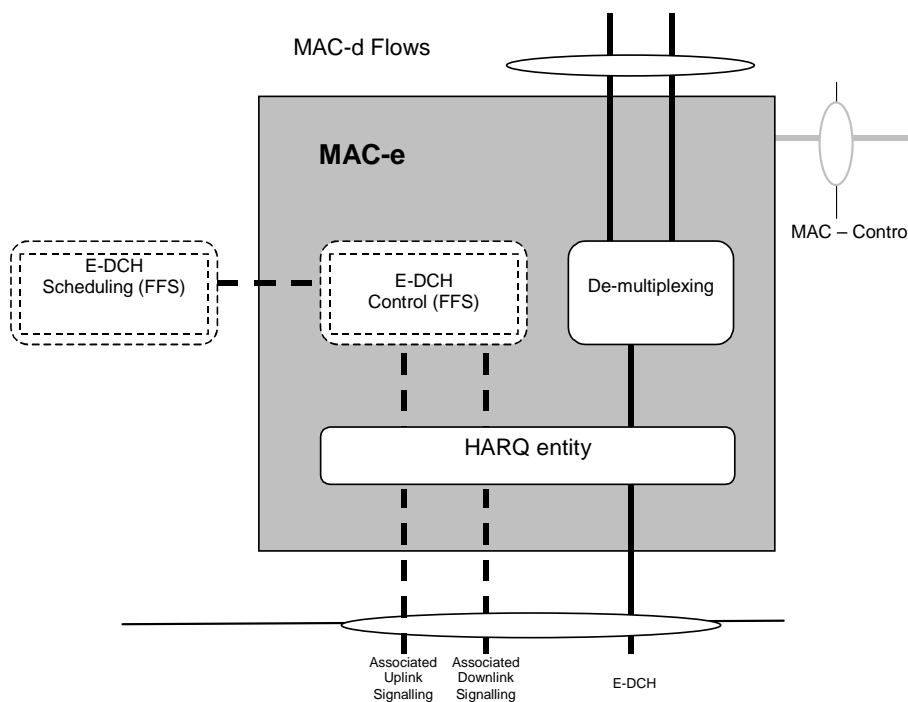 MAC-d Flows
MAC-e
MAC – Contro
E-DCH
Scheduling (FFS)
E-DCH
Control (FFS)
De-multiplexing
HARQ entity
Associated
Uplink
Signalling
Associated
Downlink
Signalling
E-DCH